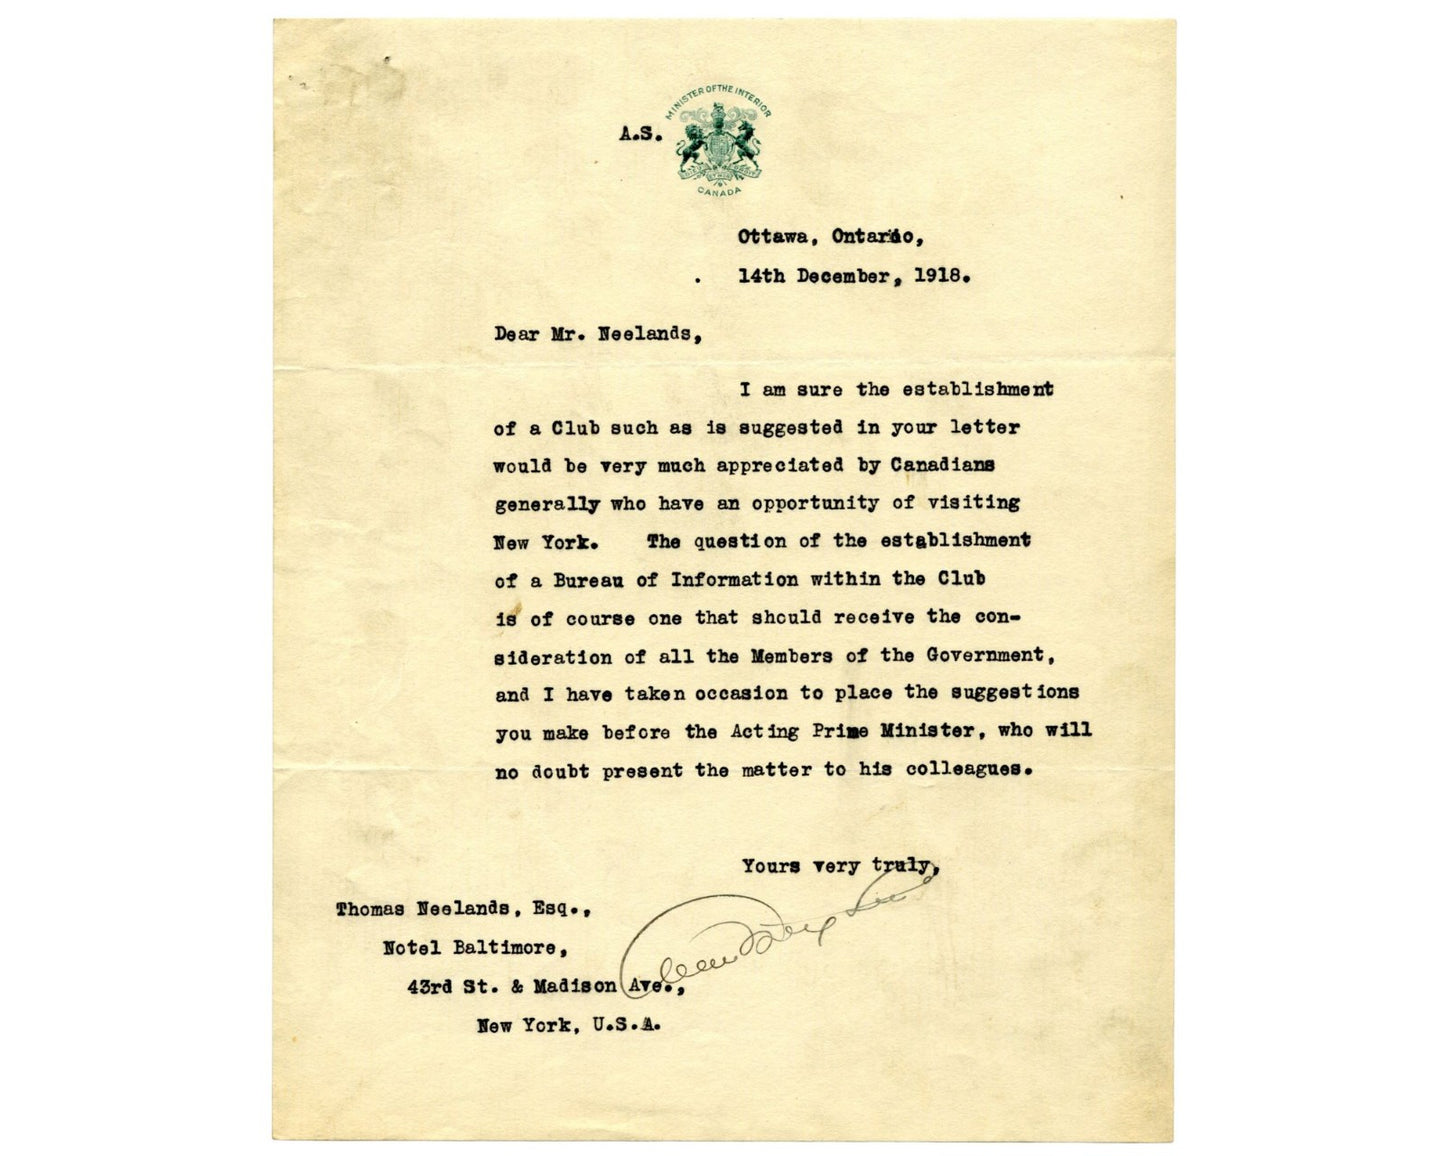 MINISTER OF THE INTERIOR
A.S.
CANADA
Ottawa, Ontario,
14th December, 1918.
Dear Mr. Neelands,
I am sure the establishment
of a Club such as is suggested in your letter
would be very much appreciated by Canadians
generally who have an opportunity of visiting
New York. The question of the establishment
of a Bureau of Information within the Club
is of course one that should receive the con-
sideration of all the Members of the Government,
and I have taken occasion to place the suggestions
you make before the Acting Prime Minister, who will
no doubt present the matter to his colleagues.
Yours very truly,
Thomas Neelands, Esq.,
Notel Baltimore,
43rd St. & Madison Ave.,
New York, U.S.A.